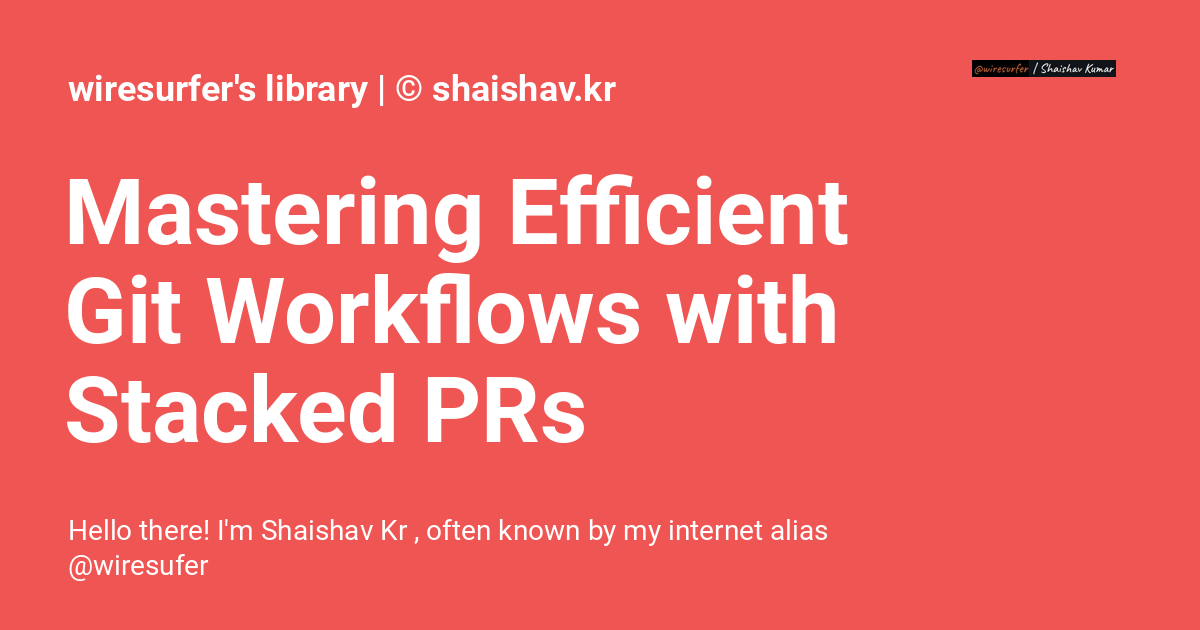 wiresurfer's library | © shaishav.kr
@wiresurfer | Shaishav Kumar
Mastering Efficient
Git Workflows with
Stacked PRs
Hello there! I'm Shaishav Kr , often known by my internet alias
@wiresufer